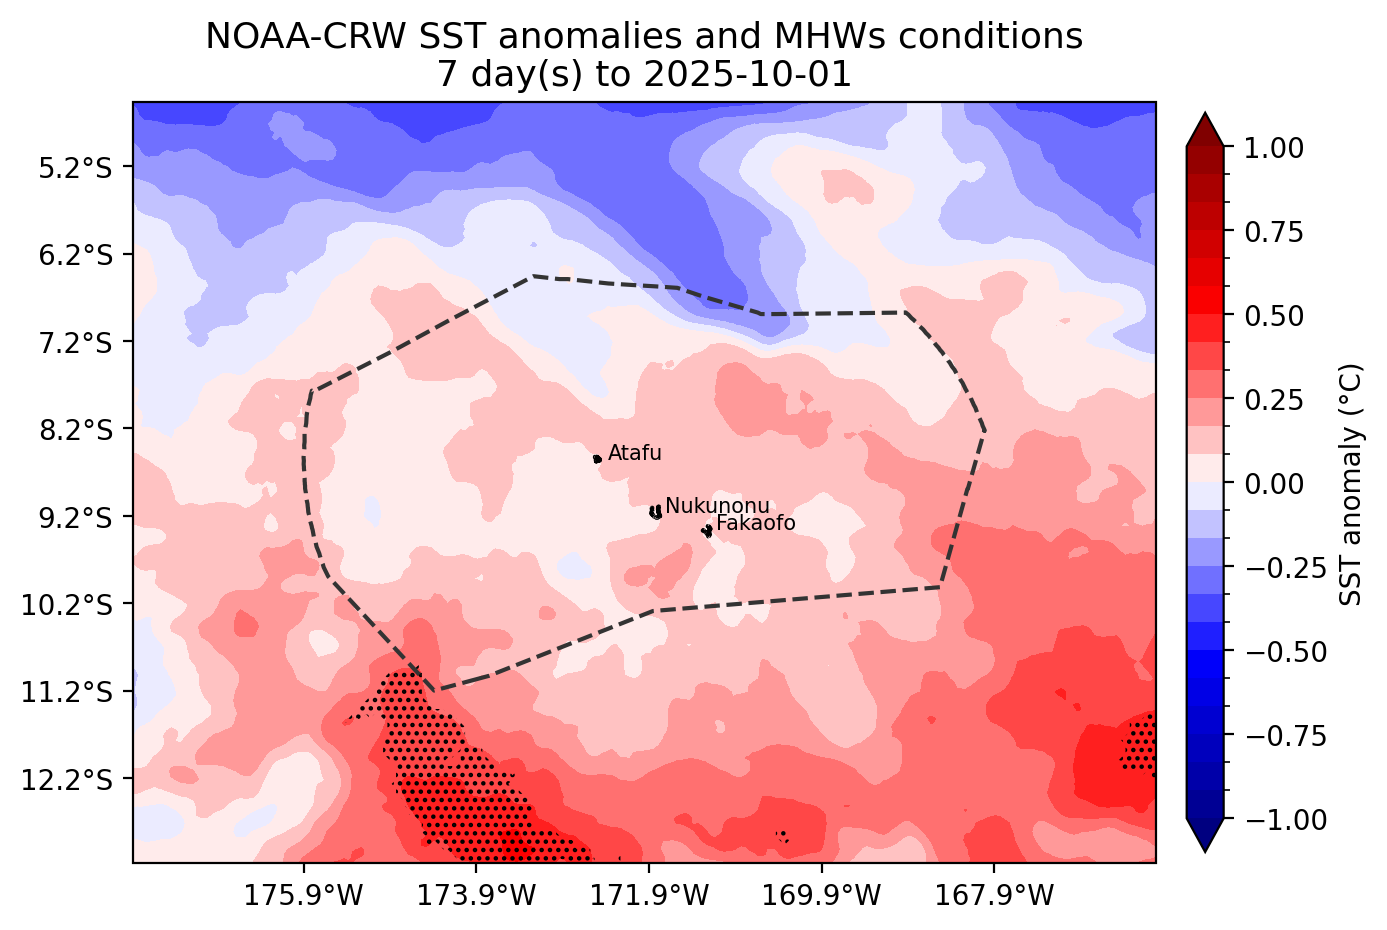 NOAA-CRW SST anomalies and MHWs conditions
7 day(s) to 2025-10-01
5.2°S
6.2°S
7.2°S
8.2°S
9.2°S
10.2°S
11.2°S
12.2°S
Atafu
Nukunonu
Fakaofo
175.9°W
173.9°W
171.9°W
169.9°W
167.9°W
1.00
0.75
0.50
0.25
0.00
−0.25
−0.50
−0.75
−1.00
SST anomaly (°C)